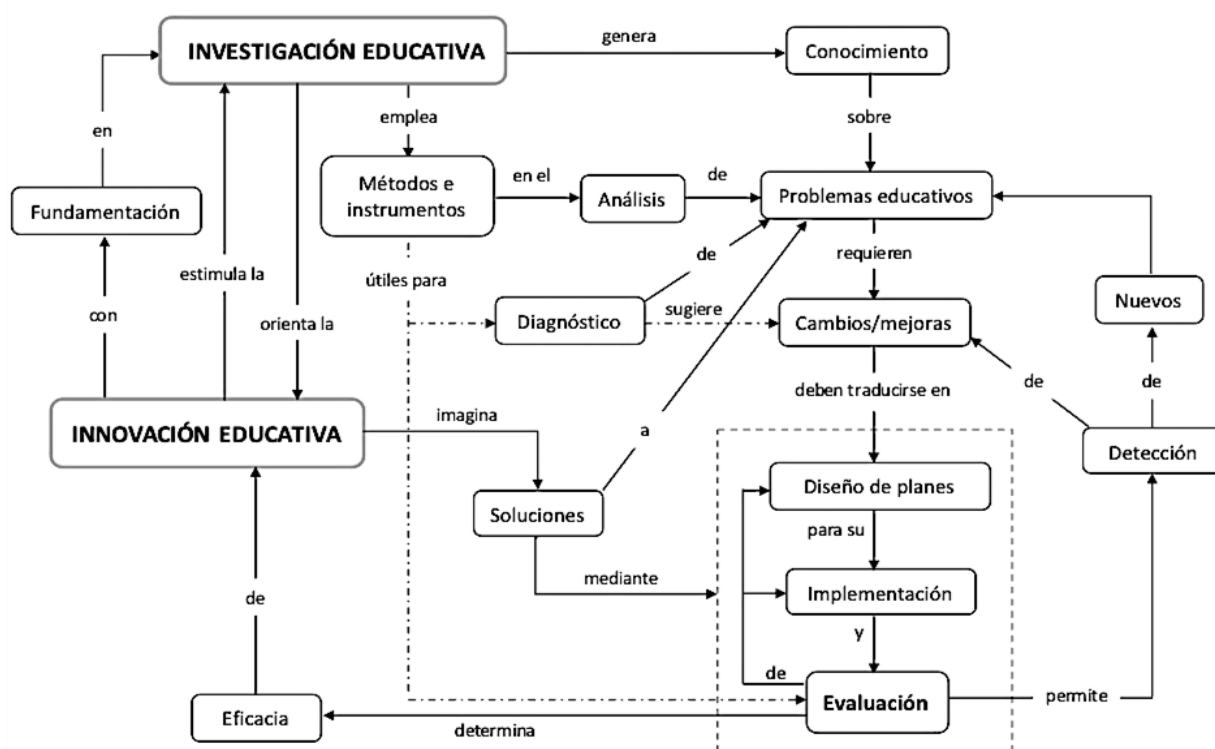 INVESTIGACIÓN EDUCATIVA
genera
Conocimiento
en
emplea
sobre
Fundamentación
Métodos e
instrumentos
en el
Análisis
de
Problemas educativos
estimula la
útiles para
de
requieren
con
orienta la
Diagnóstico
sugiere
Cambios/mejoras
Nuevos
deben traducirse en
de
de
INNOVACIÓN EDUCATIVA
imagina
a
Detección
Soluciones
Diseño de planes
para su
mediante
Implementación
de
y
de
Eficacia
determina
Evaluación
permite